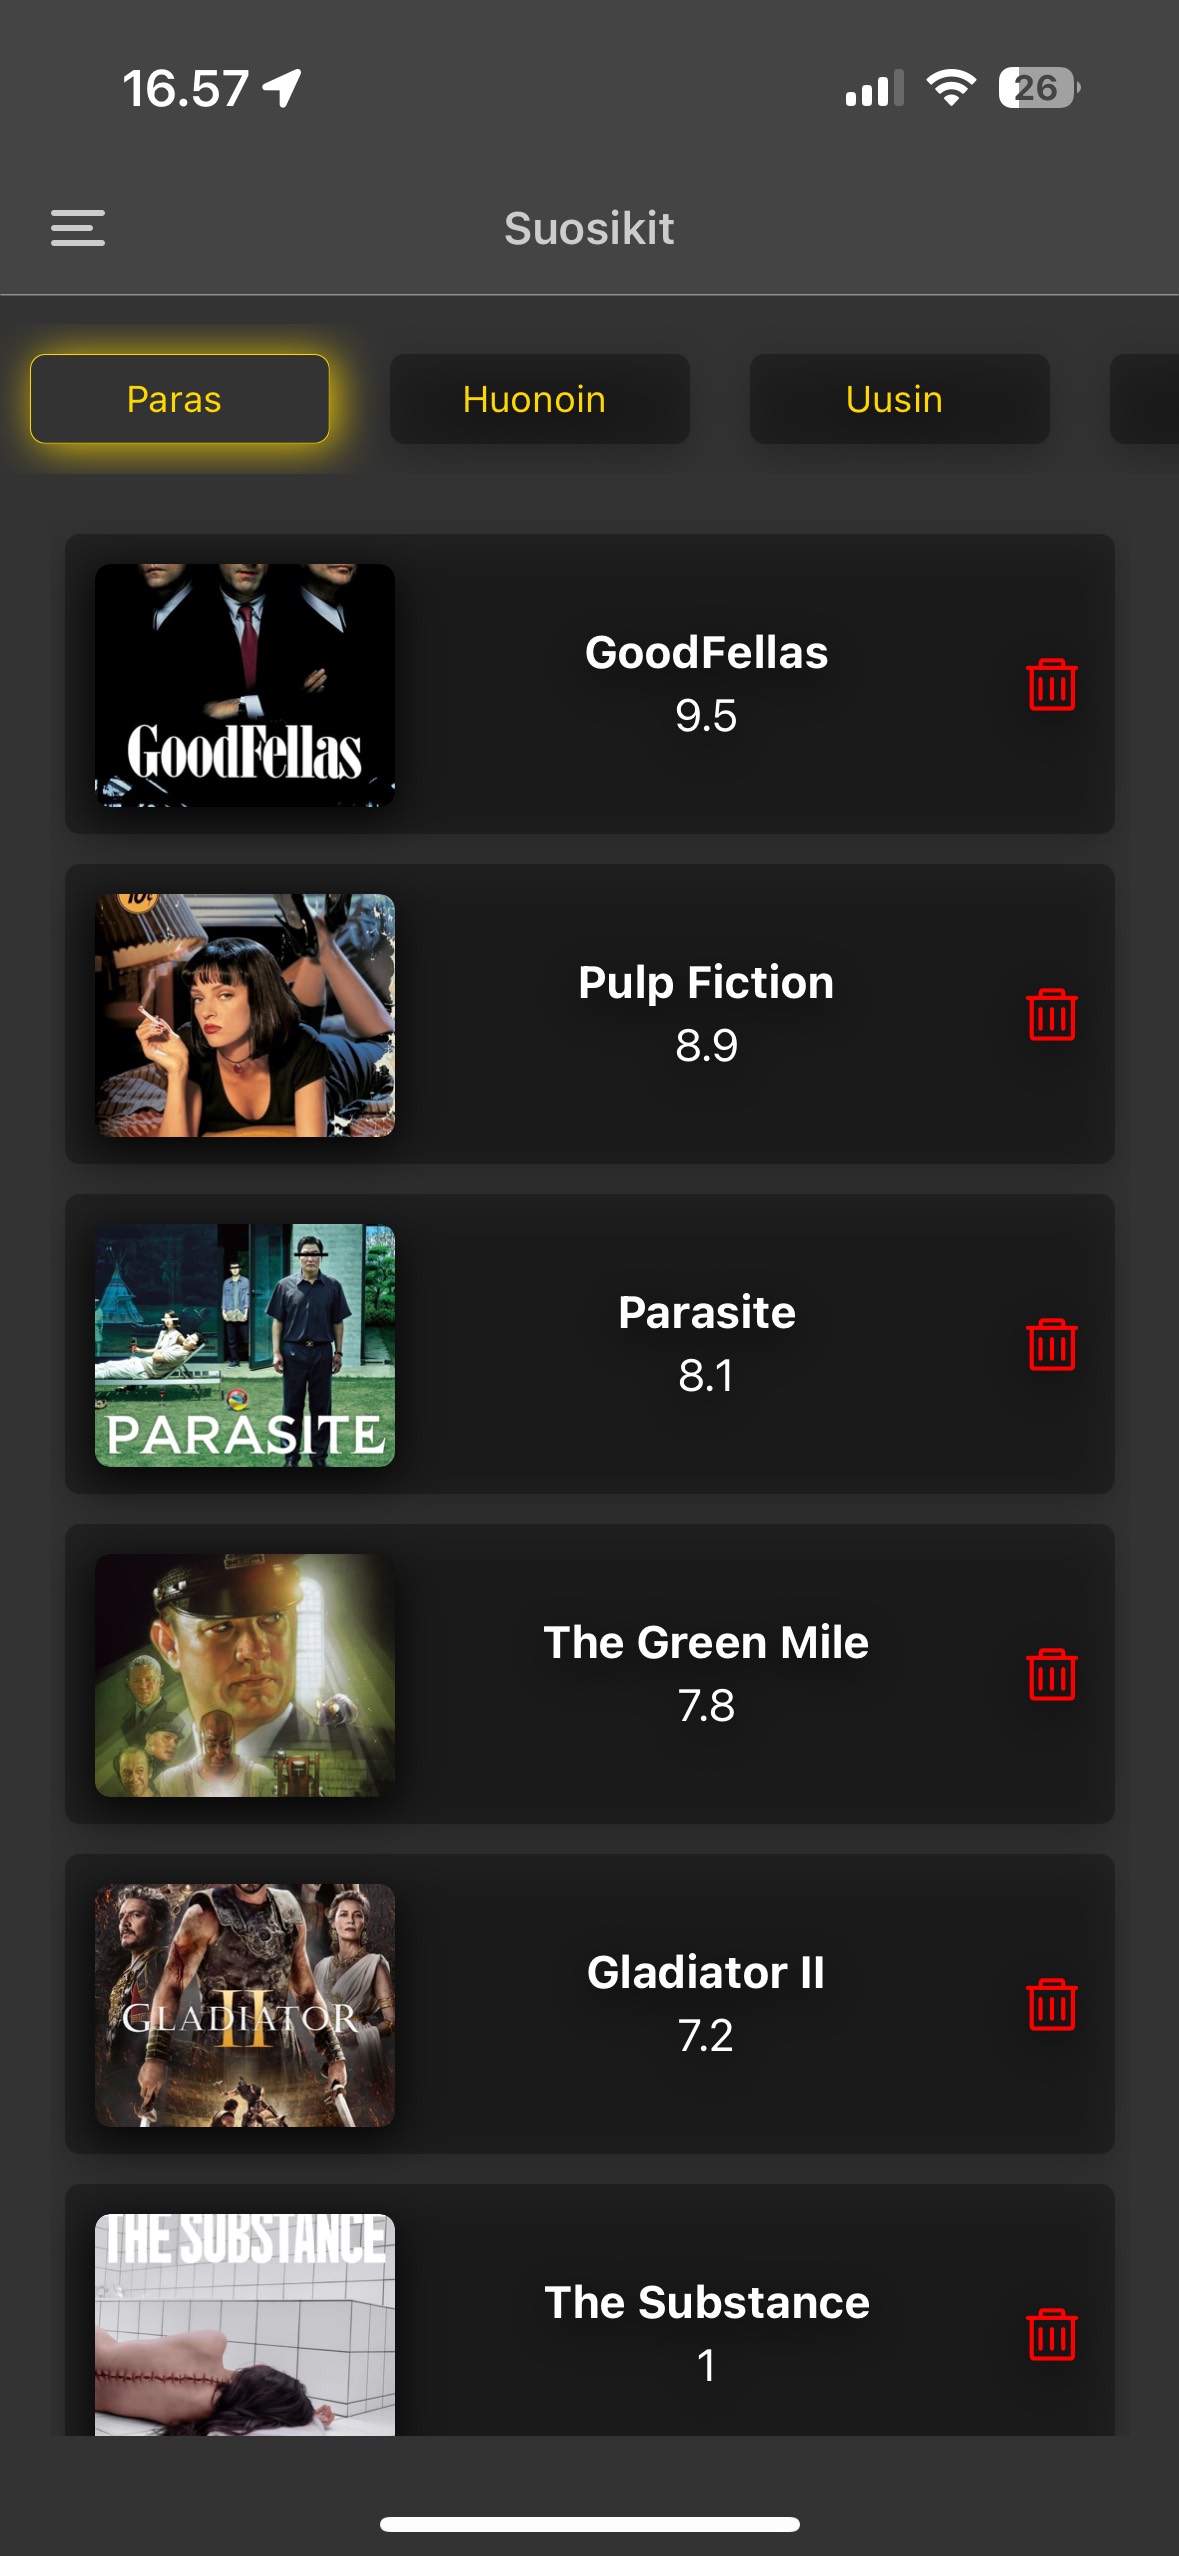 16.57
26
Suosikit
Paras
Huonoin
Uusin
GoodFellas
GoodFellas
9.5
10¢
Pulp Fiction
8.9
PARASITE
Parasite
8.1
The Green Mile
7.8
GLADIATOR
II
Gladiator II
7.2
THE SUBSTANCE
The Substance
1